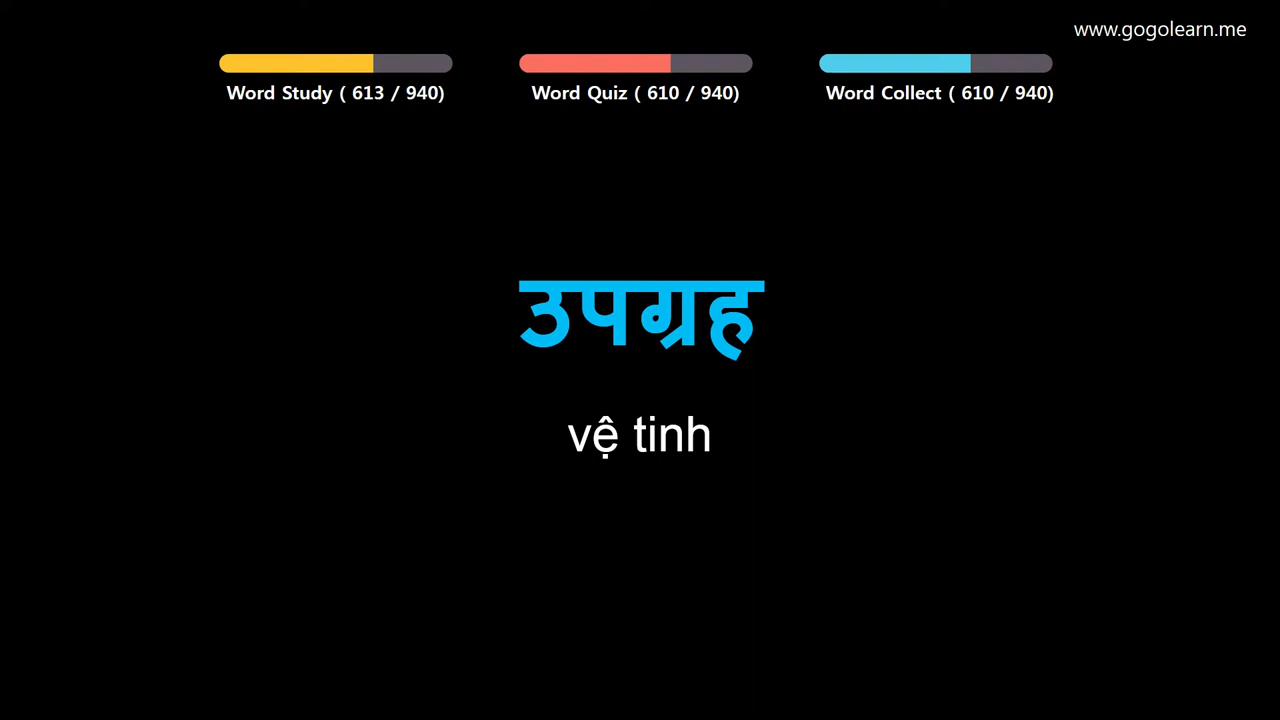 www.gogolearn.me
Word Study ( 613 / 940)
Word Quiz ( 610 / 940)
Word Collect ( 610 / 940)
उपग्रह
vệ tinh